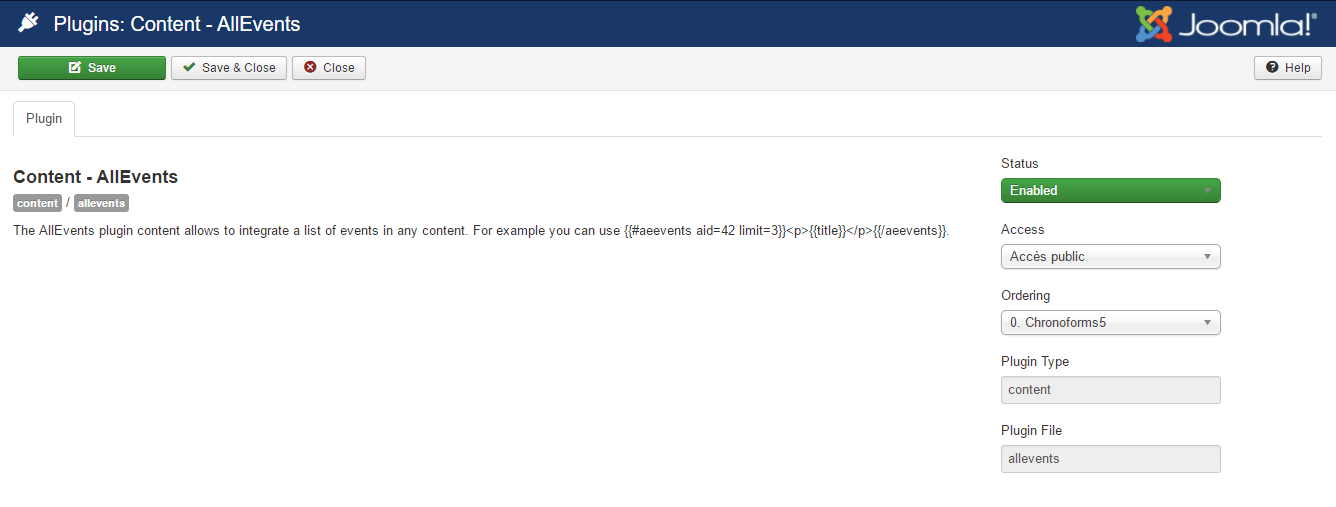 Plugins: Content - AllEvents
Joomla!®
Save
Save & Close
Close
Help
Plugin
Content - AllEvents
content / allevents
The AllEvents plugin content allows to integrate a list of events in any content. For example you can use {{#aeevents aid=42 limit=3}}<p>{{title}}</p>{{/aeevents}}.
Status
Enabled
Access
Accès public
Ordering
0. Chronoforms5
Plugin Type
content
Plugin File
allevents